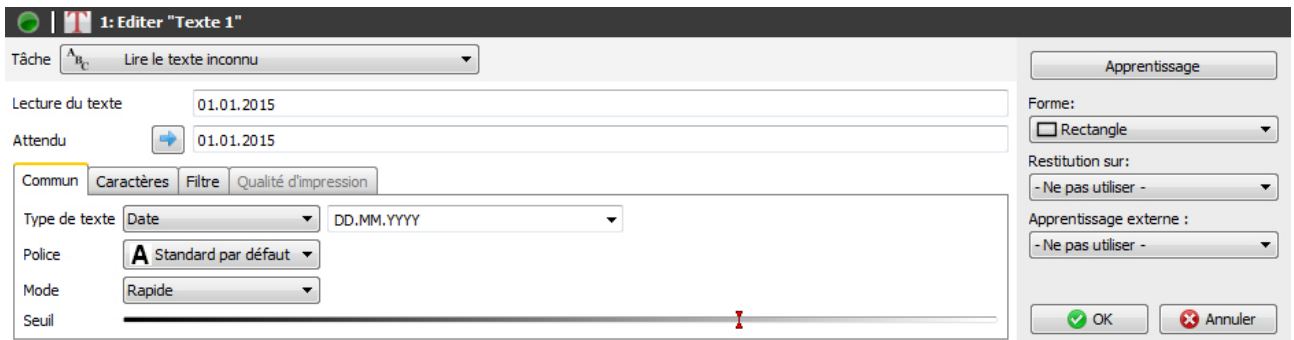 1: Editer "Texte 1"
Tâche ABC Lire le texte inconnu
Apprentissage
Lecture du texte 01.01.2015
Forme:
Rectangle
Attendu 01.01.2015
Restitution sur:
- Ne pas utiliser -
Commun Caractères Filtre Qualité d'impression
Type de texte Date DD.MM.YYYY
Apprentissage externe :
- Ne pas utiliser -
Police A Standard par défaut
Mode Rapide
Seuil
OK Annuler